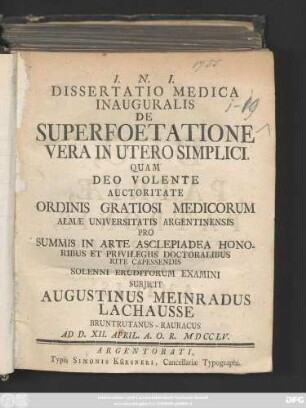 1755
I. N. I.
DISSERTATIO MEDICA
INAUGURALIS
DE
SUPERFOETATIONE
VERA IN UTERO SIMPLICI.
QUAM
DEO VOLENTE
AUCTORITATE
ORDINIS GRATIOSI MEDICORUM
ALMÆ UNIVERSITATIS ARGENTINENSIS
PRO
SUMMIS IN ARTE ASCLEPIADEA HONO-
RIBUS ET PRIVILEGIIS DOCTORALIBUS
RITE CAPESSENDIS
SOLENNI ERUDITORUM EXAMINI
SUBJICIT
AUGUSTINUS MEINRADUS
LACHAUSSE
BRUNTRUTANUS-RAURACUS
AD D. XII. APRIL. A. O. R. MDCCLV.
ARGENTORATI,
Typis SIMONIS KÜRSNERI, Cancellariæ Typographi.